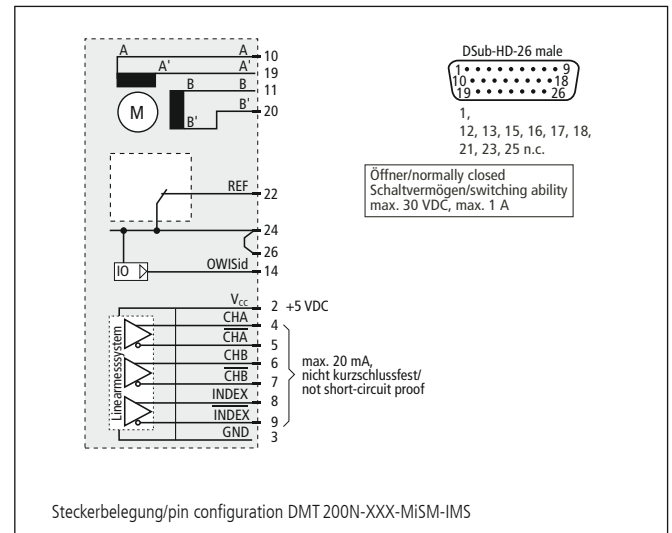 A A 10
A' A' 19
B B 11
B' B' 20
M
REF 22
24
26
IO OWISid 14
Linearmesssystem
VCC 2 +5 VDC
CHA 4
CHA 5
CHB 6
CHB 7
INDEX 8
INDEX 9
GND 3
max. 20 mA,
nicht kurzschlussfest/
not short-circuit proof
DSub-HD-26 male
1 9
10 18
19 26
1,
12, 13, 15, 16, 17, 18,
21, 23, 25 n.c.
Öffner/normally closed
Schaltvermögen/switching ability
max. 30 VDC, max. 1 A
Steckerbelegung/pin configuration DMT 200N-XXX-MiSM-IMS